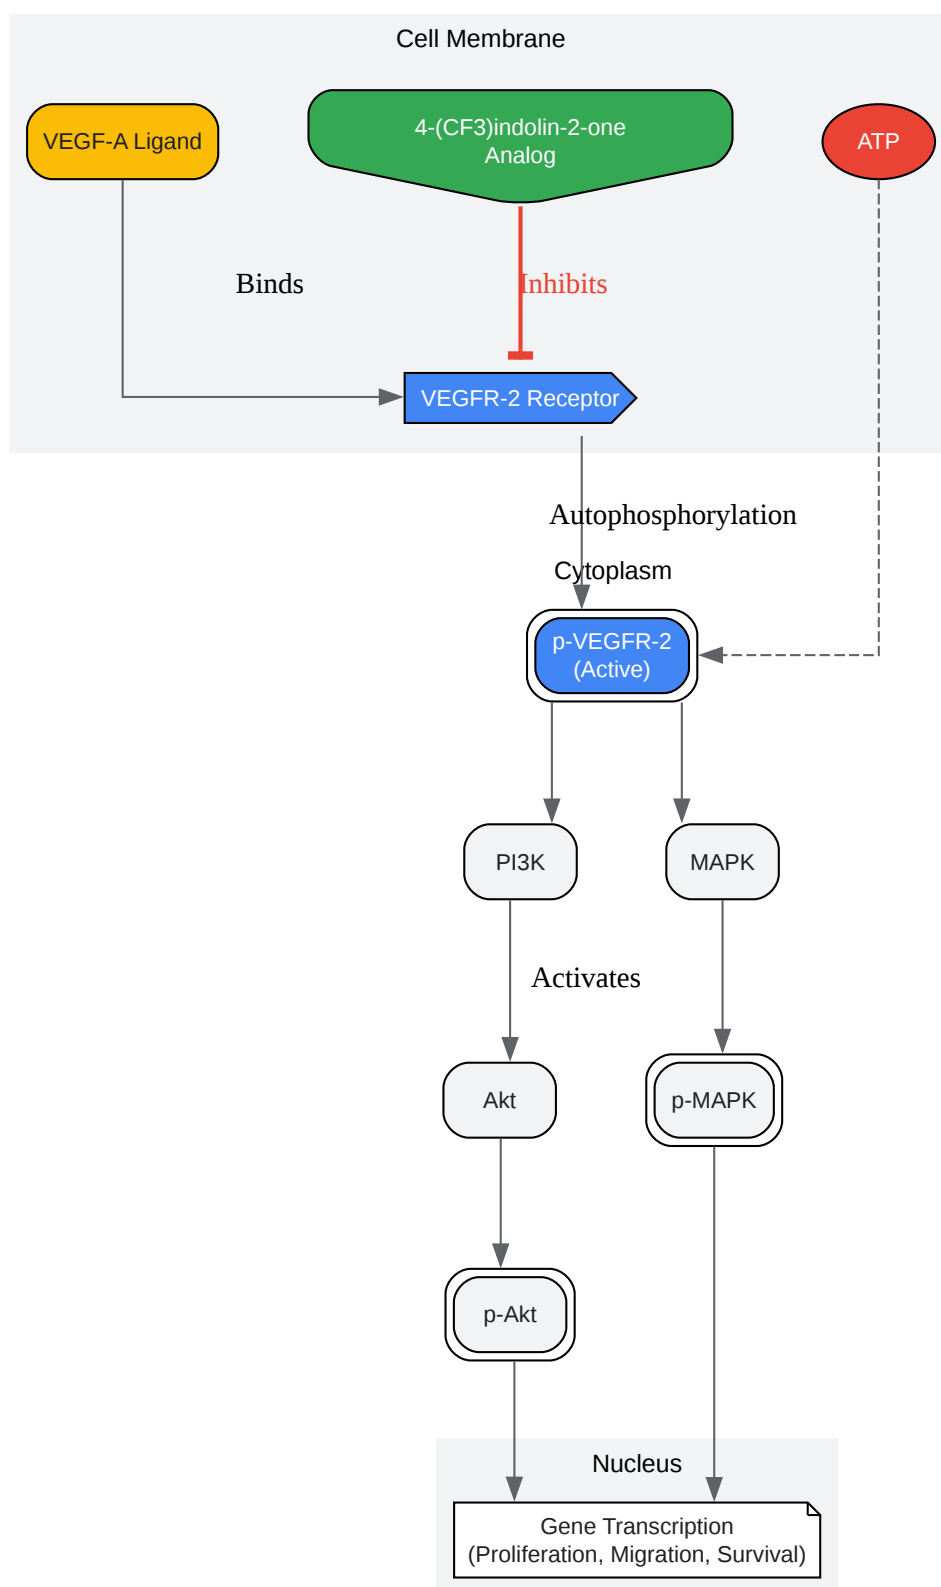 Cell Membrane
VEGF-A Ligand
4-(CF3)indolin-2-one
Analog
ATP
Binds
Inhibits
VEGFR-2 Receptor
Autophosphorylation
Cytoplasm
p-VEGFR-2
(Active)
PI3K
MAPK
Activates
Akt
p-MAPK
p-Akt
Nucleus
Gene Transcription
(Proliferation, Migration, Survival)